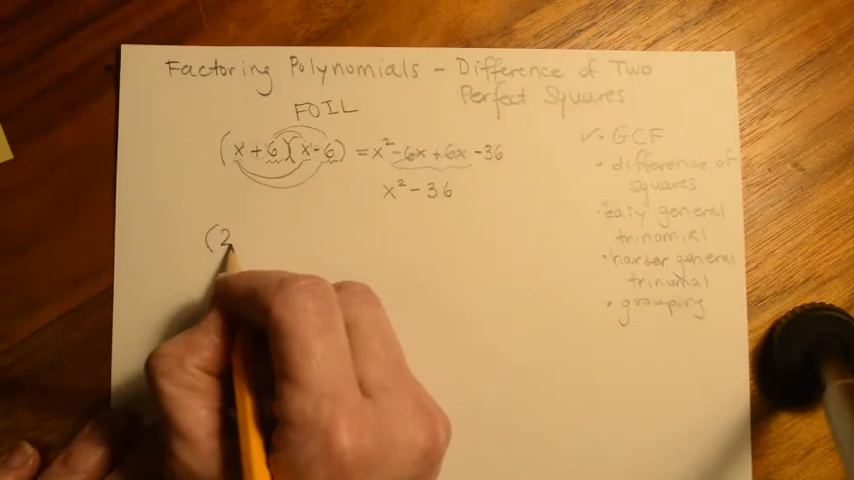 Factoring Polynomials - Difference of Two
Perfect Squares
FOIL
(x + 6)(x - 6) = x² - 6x + 6x - 36
x² - 36
(2
✓ • GCF
• difference of
squares
• easy general
trinomial
• harder general
trinomial
• grouping